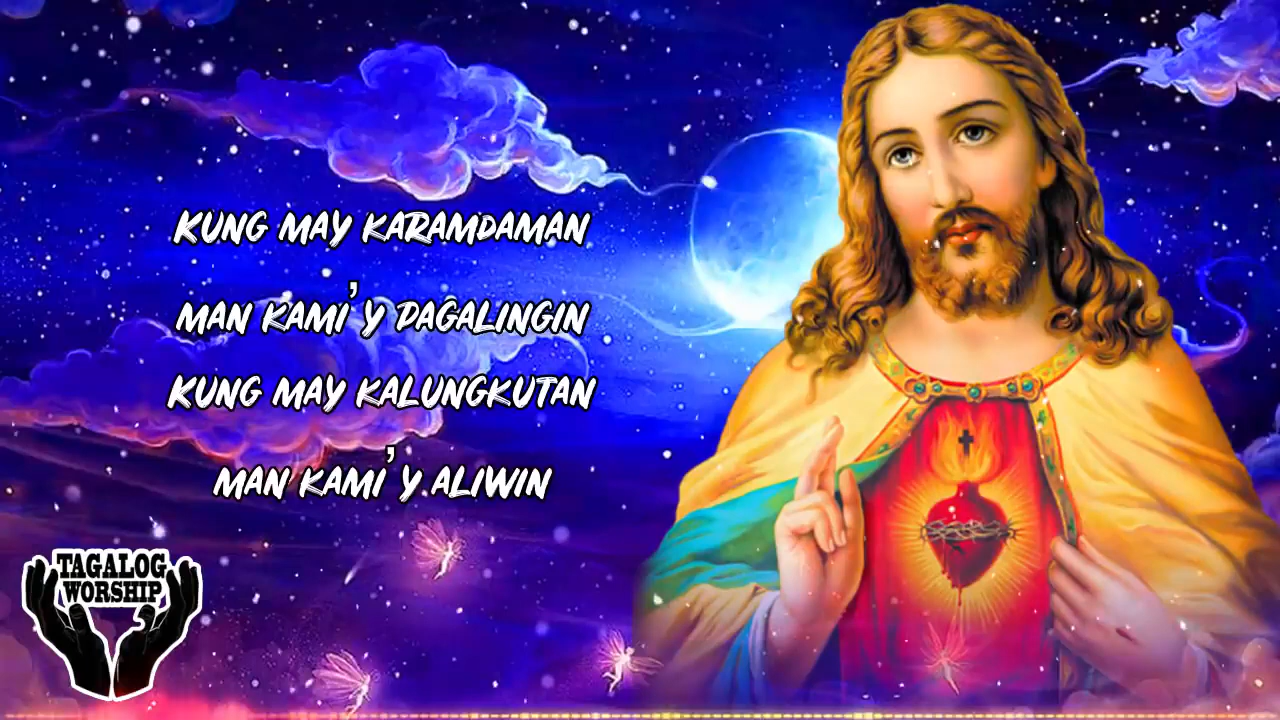 KUNG MAY KARAMDAMAN
MAN KAMI'Y PAGALINGIN
KUNG MAY KALUNGKUTAN
MAN KAMI'Y ALIWIN
TAGALOG
WORSHIP